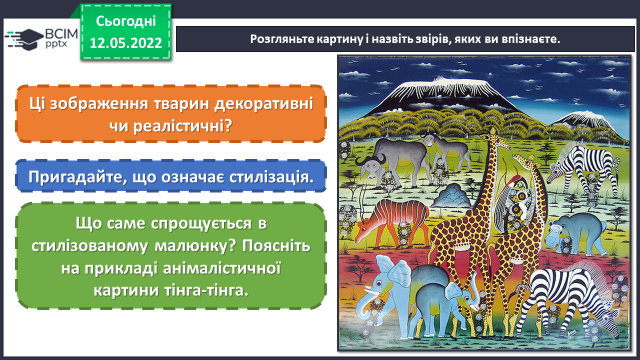 Сьогодні
12.05.2022
BCIM
pptx
Розгляньте картину і назвіть звірів, яких ви впізнаєте.
Ці зображення тварин декоративні
чи реалістичні?
Пригадайте, що означає стилізація.
Що саме спрощується в
стилізованому малюнку? Поясніть
на прикладі анімалістичної
картини тінга-тінга.